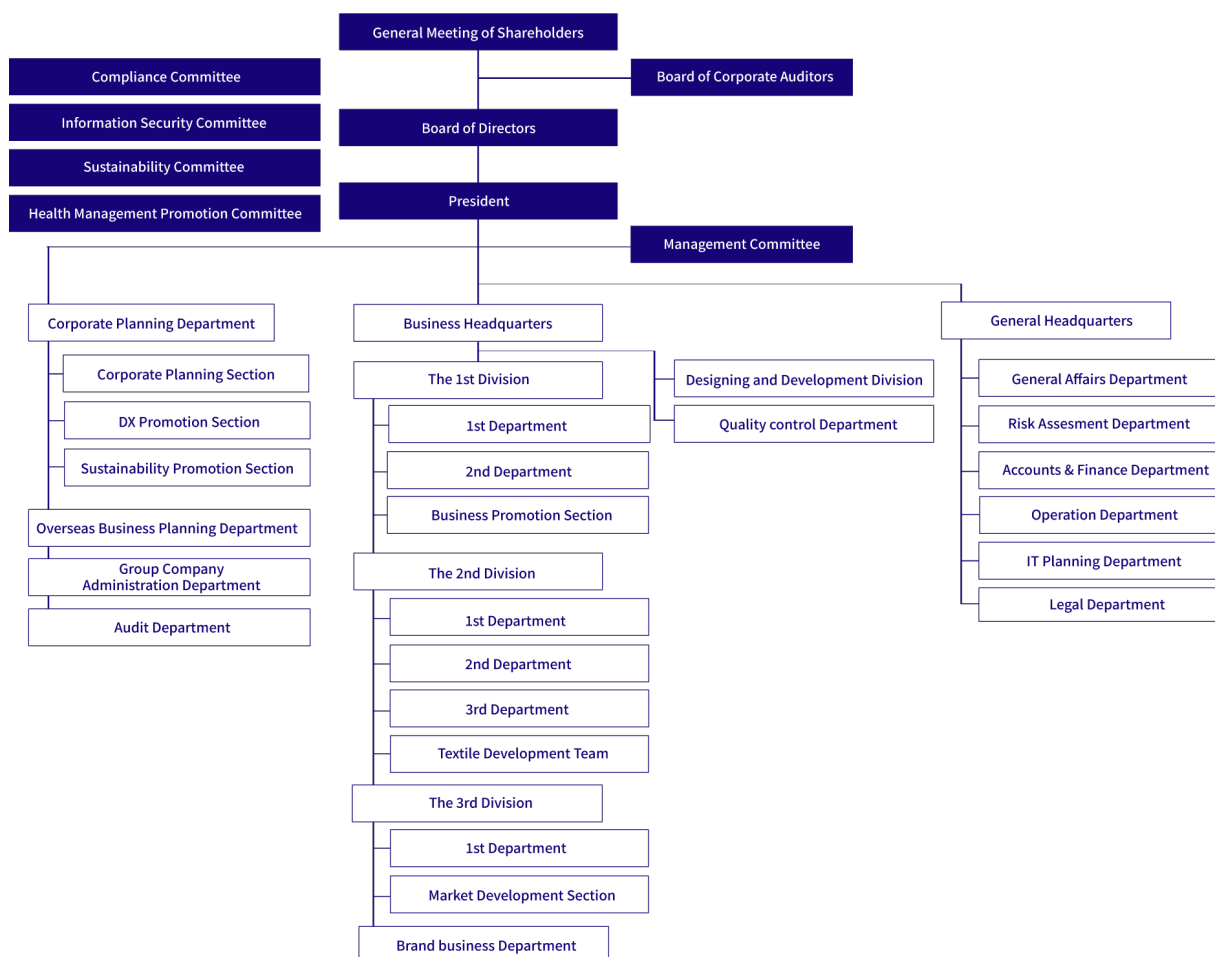 General Meeting of Shareholders
Compliance Committee
Board of Corporate Auditors
Information Security Committee
Board of Directors
Sustainability Committee
President
Health Management Promotion Committee
Management Committee
Corporate Planning Department
Corporate Planning Section
DX Promotion Section
Sustainability Promotion Section
Overseas Business Planning Department
Group Company
Administration Department
Audit Department
Business Headquarters
The 1st Division
1st Department
2nd Department
Business Promotion Section
The 2nd Division
1st Department
2nd Department
3rd Department
Textile Development Team
The 3rd Division
1st Department
Market Development Section
Brand business Department
Designing and Development Division
Quality control Department
General Headquarters
General Affairs Department
Risk Assesment Department
Accounts & Finance Department
Operation Department
IT Planning Department
Legal Department